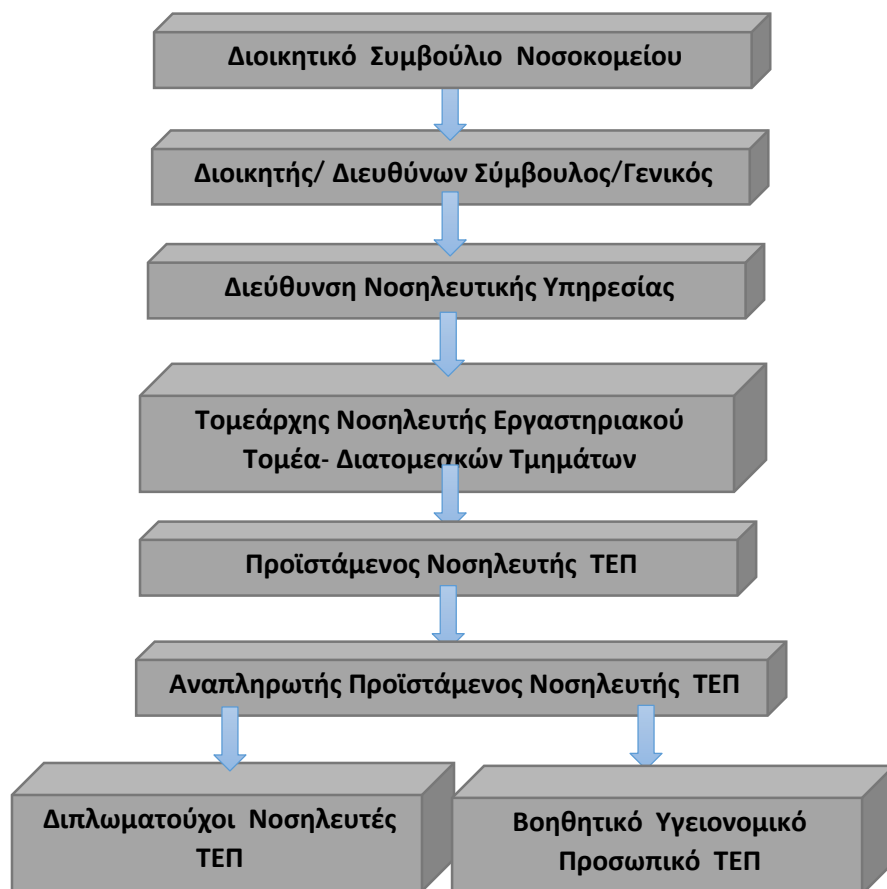 Διοικητικό Συμβούλιο Νοσοκομείου
Διοικητής/ Διευθύνων Σύμβουλος/Γενικός
Διεύθυνση Νοσηλευτικής Υπηρεσίας
Τομεάρχης Νοσηλευτής Εργαστηριακού
Τομέα- Διατομεακών Τμημάτων
Προϊστάμενος Νοσηλευτής ΤΕΠ
Αναπληρωτής Προϊστάμενος Νοσηλευτής ΤΕΠ
Διπλωματούχοι Νοσηλευτές
ΤΕΠ
Βοηθητικό Υγειονομικό
Προσωπικό ΤΕΠ